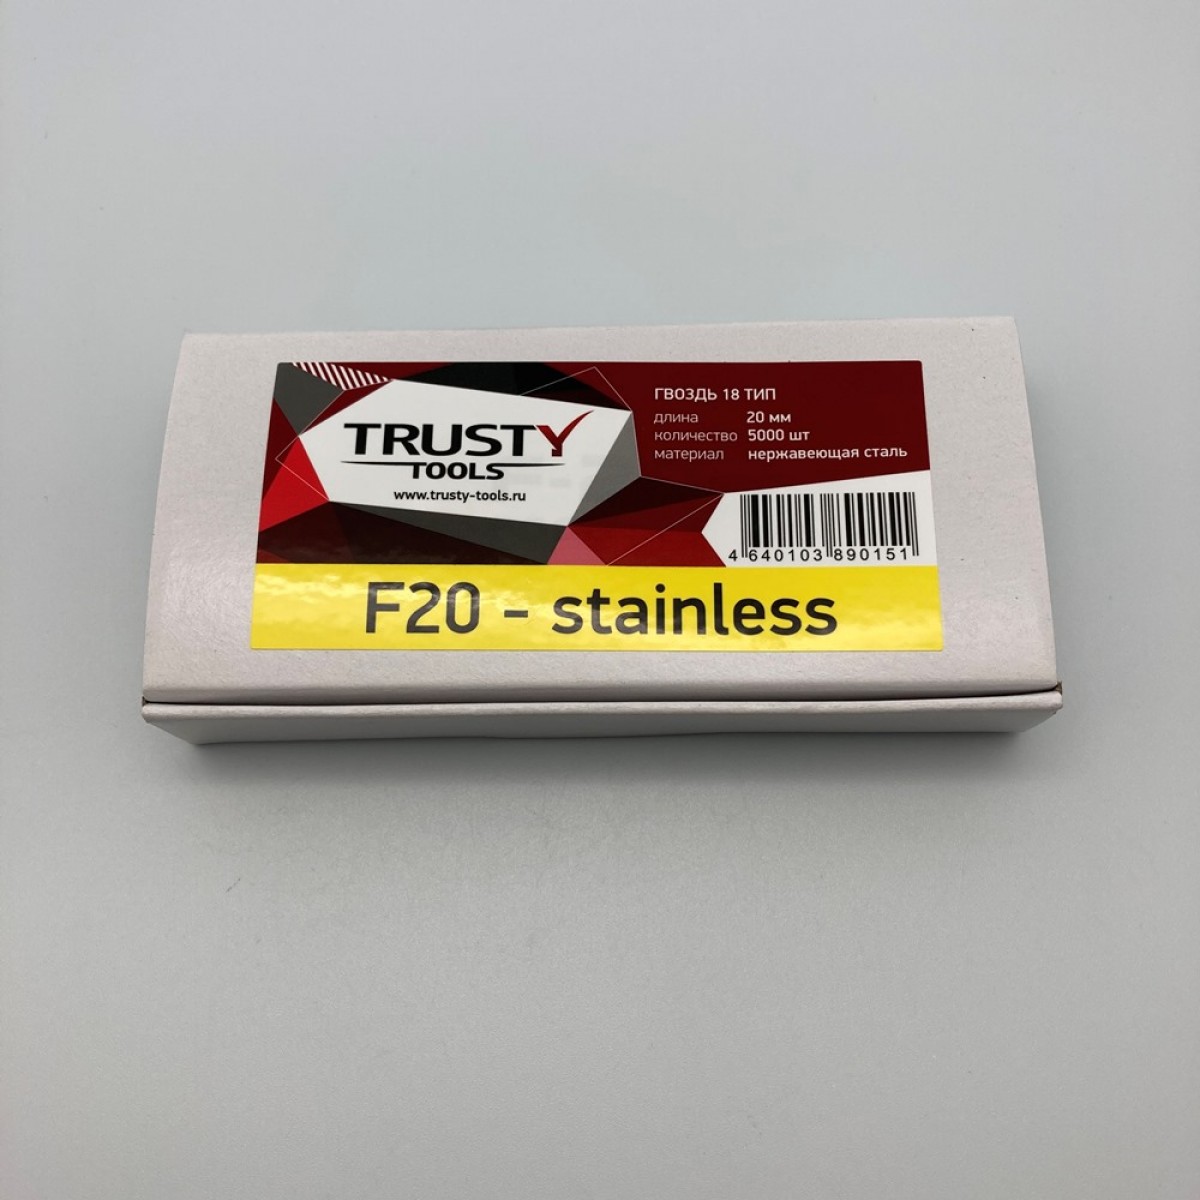 TRUSTY
TOOLS
www.trusty-tools.ru
ГВОЗДЬ 18 ТИП
длина 20 мм
количество 5000 шт
материал нержавеющая сталь
4 640103 890151
F20 - stainless